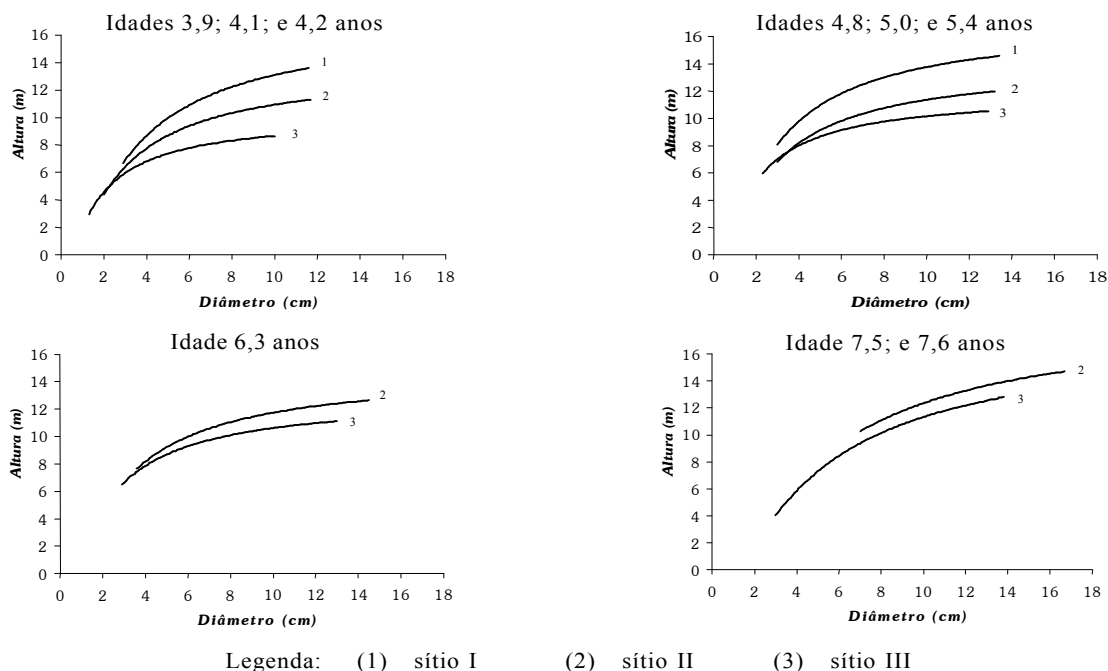 Idades 3,9; 4,1; e 4,2 anos
16
14
12
10
8
6
4
2
0
Altura (m)
1
2
3
0 2 4 6 8 10 12 14 16 18
Diâmetro (cm)
Idades 4,8; 5,0; e 5,4 anos
16
14
12
10
8
6
4
2
0
Altura (m)
1
2
3
0 2 4 6 8 10 12 14 16 18
Diâmetro (cm)
Idade 6,3 anos
16
14
12
10
8
6
4
2
0
Altura (m)
2
3
0 2 4 6 8 10 12 14 16 18
Diâmetro (cm)
Idade 7,5; e 7,6 anos
16
14
12
10
8
6
4
2
0
Altura (m)
2
3
0 2 4 6 8 10 12 14 16 18
Diâmetro (cm)
Legenda: (1) sítio I (2) sítio II (3) sítio III